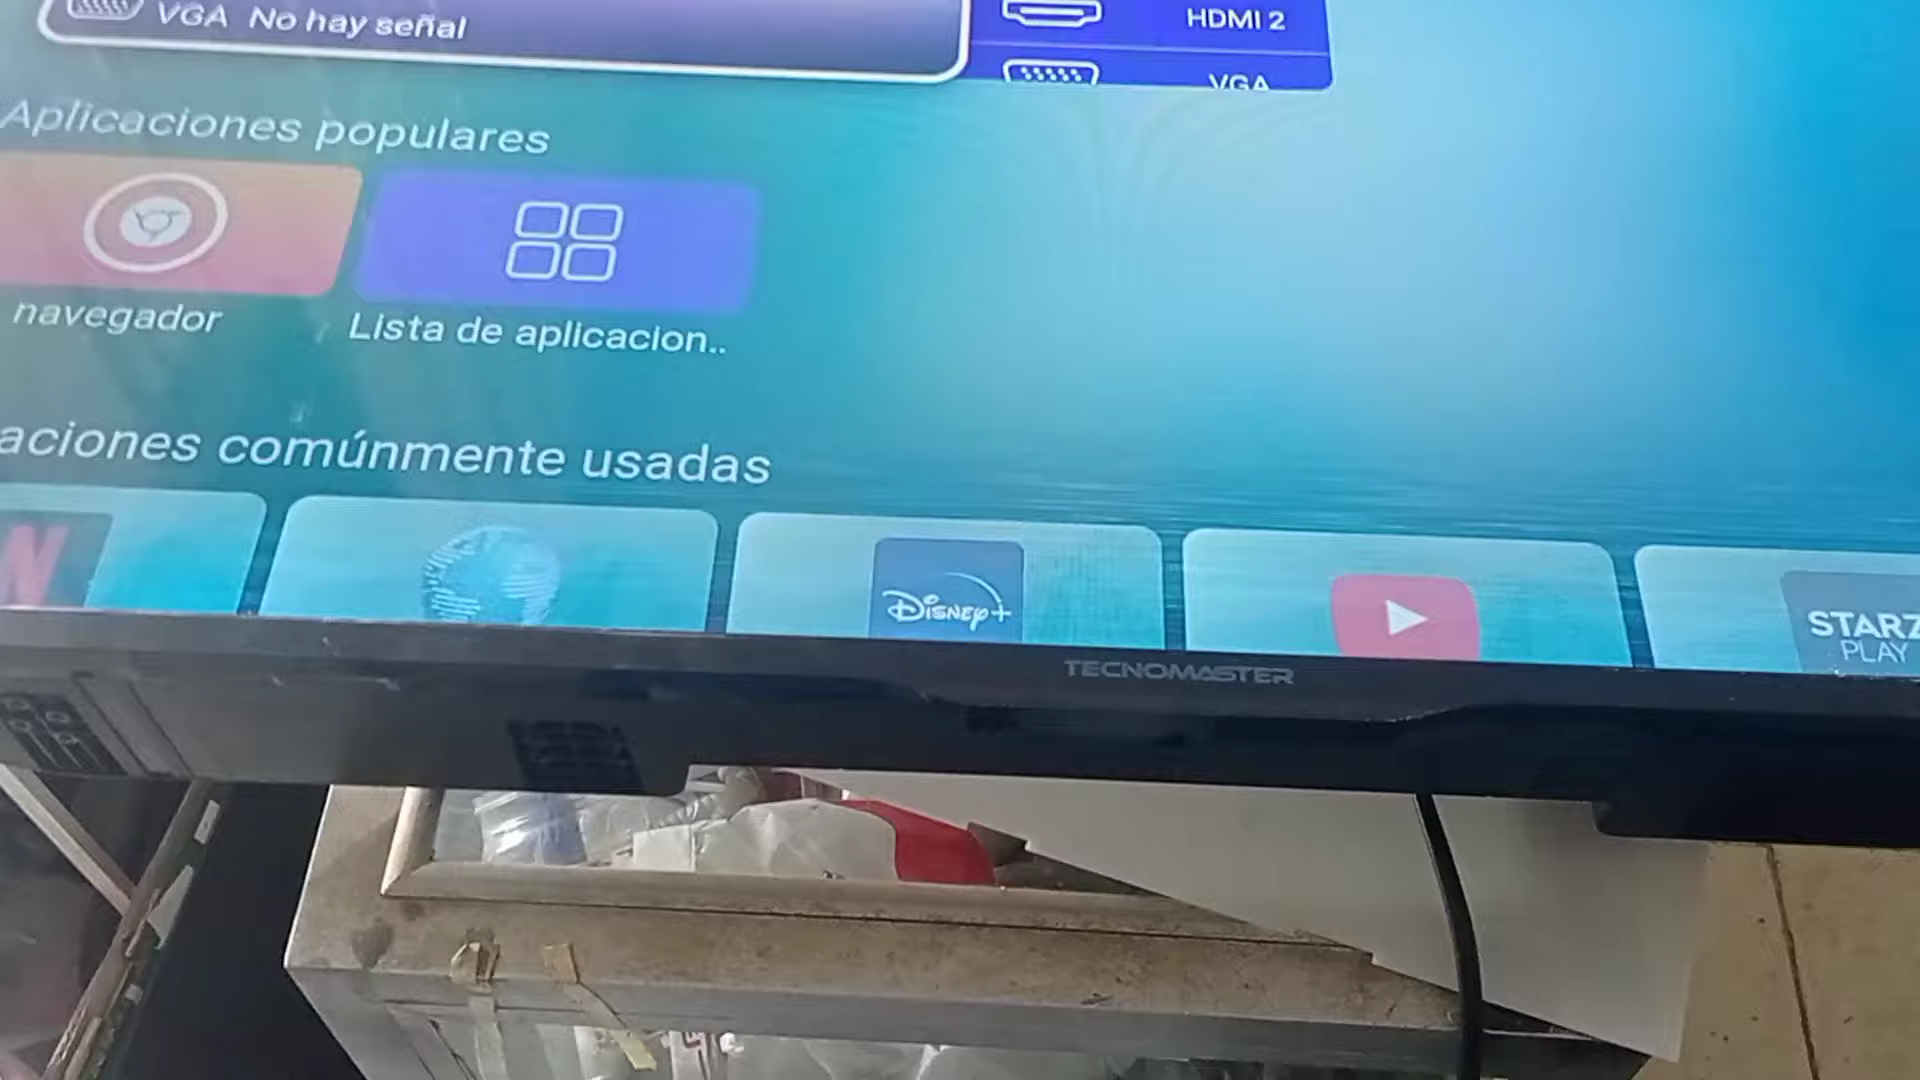 VGA No hay señal
HDMI 2
VGA
Aplicaciones populares
navegador
Lista de aplicacion..
aciones comúnmente usadas
N
Disney+
STARZ
PLAY
TECNOMASTER